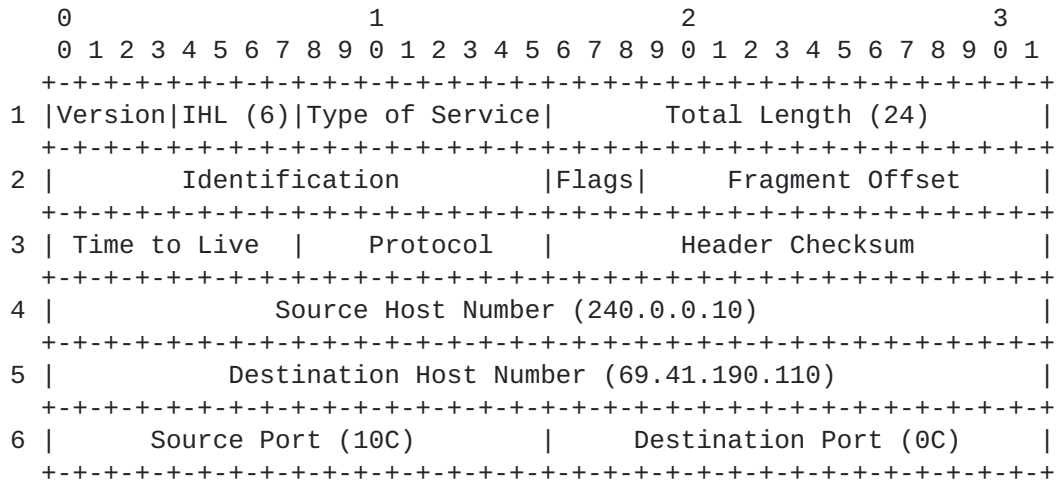 0                   1                   2                   3
    0 1 2 3 4 5 6 7 8 9 0 1 2 3 4 5 6 7 8 9 0 1 2 3 4 5 6 7 8 9 0 1
   +-+-+-+-+-+-+-+-+-+-+-+-+-+-+-+-+-+-+-+-+-+-+-+-+-+-+-+-+-+-+-+-+
 1 |Version|IHL (6)|Type of Service|       Total Length (24)       |
   +-+-+-+-+-+-+-+-+-+-+-+-+-+-+-+-+-+-+-+-+-+-+-+-+-+-+-+-+-+-+-+-+
 2 |        Identification         |Flags|     Fragment Offset     |
   +-+-+-+-+-+-+-+-+-+-+-+-+-+-+-+-+-+-+-+-+-+-+-+-+-+-+-+-+-+-+-+-+
 3 | Time to Live  |    Protocol   |        Header Checksum        |
   +-+-+-+-+-+-+-+-+-+-+-+-+-+-+-+-+-+-+-+-+-+-+-+-+-+-+-+-+-+-+-+-+
 4 |              Source Host Number (240.0.0.10)                  |
   +-+-+-+-+-+-+-+-+-+-+-+-+-+-+-+-+-+-+-+-+-+-+-+-+-+-+-+-+-+-+-+-+
 5 |           Destination Host Number (69.41.190.110)             |
   +-+-+-+-+-+-+-+-+-+-+-+-+-+-+-+-+-+-+-+-+-+-+-+-+-+-+-+-+-+-+-+-+
 6 |      Source Port (10C)        |     Destination Port (0C)     |
   +-+-+-+-+-+-+-+-+-+-+-+-+-+-+-+-+-+-+-+-+-+-+-+-+-+-+-+-+-+-+-+-+